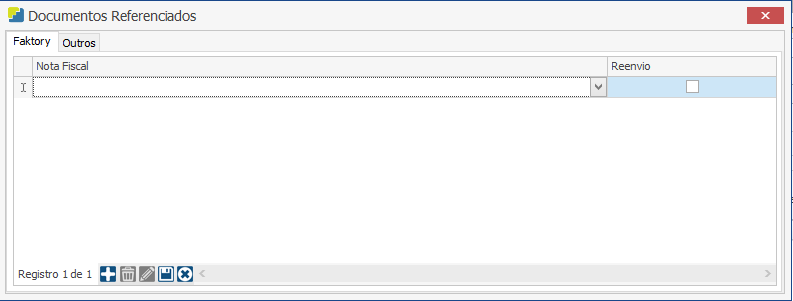 Documentos Referenciados
Faktory Outros
Nota Fiscal Reenvio
Registro 1 de 1